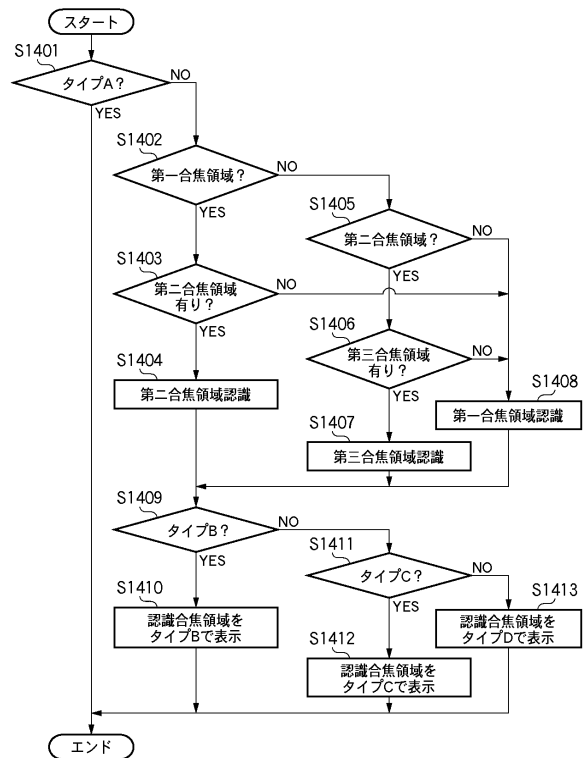 スタート
S1401
タイプA?
NO
YES
S1402
第一合焦領域?
NO
YES
S1405
第二合焦領域?
NO
YES
S1403
第二合焦領域
有り?
NO
YES
S1406
第三合焦領域
有り?
NO
YES
S1404
第二合焦領域認識
S1408
第一合焦領域認識
S1407
第三合焦領域認識
S1409
タイプB?
NO
YES
S1411
タイプC?
NO
YES
S1410
認識合焦領域を
タイプBで表示
S1413
認識合焦領域を
タイプDで表示
S1412
認識合焦領域を
タイプCで表示
エンド